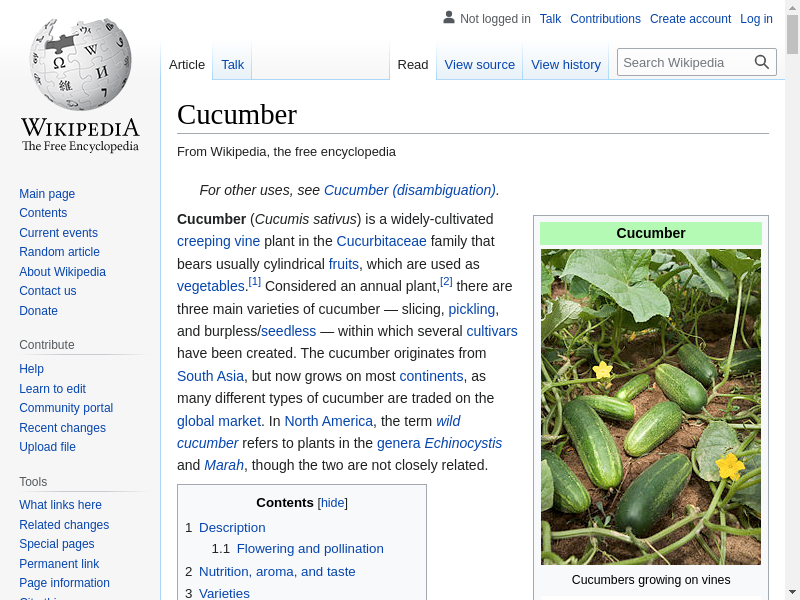 Not logged in Talk Contributions Create account Log in
Article Talk Read View source View history Search Wikipedia
WIKIPEDIA
The Free Encyclopedia
Main page
Contents
Current events
Random article
About Wikipedia
Contact us
Donate
Contribute
Help
Learn to edit
Community portal
Recent changes
Upload file
Tools
What links here
Related changes
Special pages
Permanent link
Page information
Cucumber
From Wikipedia, the free encyclopedia
For other uses, see Cucumber (disambiguation).
Cucumber (Cucumis sativus) is a widely-cultivated
creeping vine plant in the Cucurbitaceae family that
bears usually cylindrical fruits, which are used as
vegetables.[1] Considered an annual plant,[2] there are
three main varieties of cucumber — slicing, pickling,
and burpless/seedless — within which several cultivars
have been created. The cucumber originates from
South Asia, but now grows on most continents, as
many different types of cucumber are traded on the
global market. In North America, the term wild
cucumber refers to plants in the genera Echinocystis
and Marah, though the two are not closely related.
Contents [hide]
1 Description
1.1 Flowering and pollination
2 Nutrition, aroma, and taste
3 Varieties
Cucumber
Cucumbers growing on vines